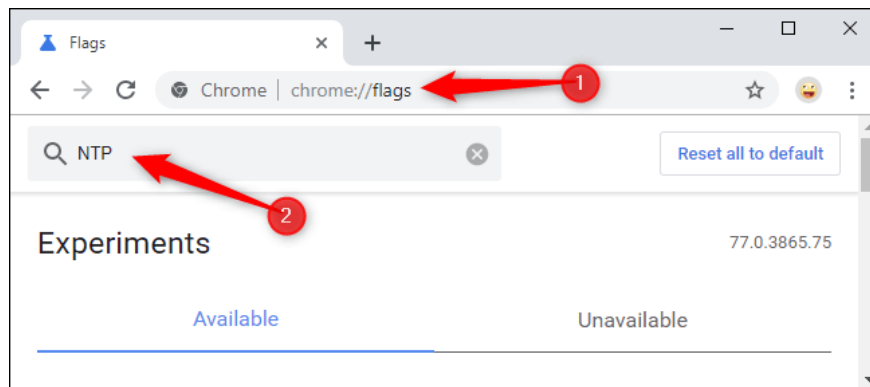 Flags
Chrome | chrome://flags
1
NTP
Reset all to default
2
Experiments
77.0.3865.75
Available
Unavailable